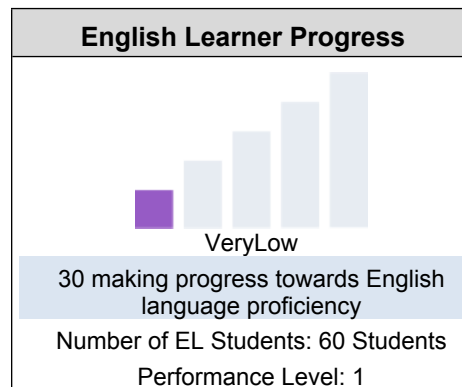 English Learner Progress
VeryLow
30 making progress towards English
language proficiency
Number of EL Students: 60 Students
Performance Level: 1